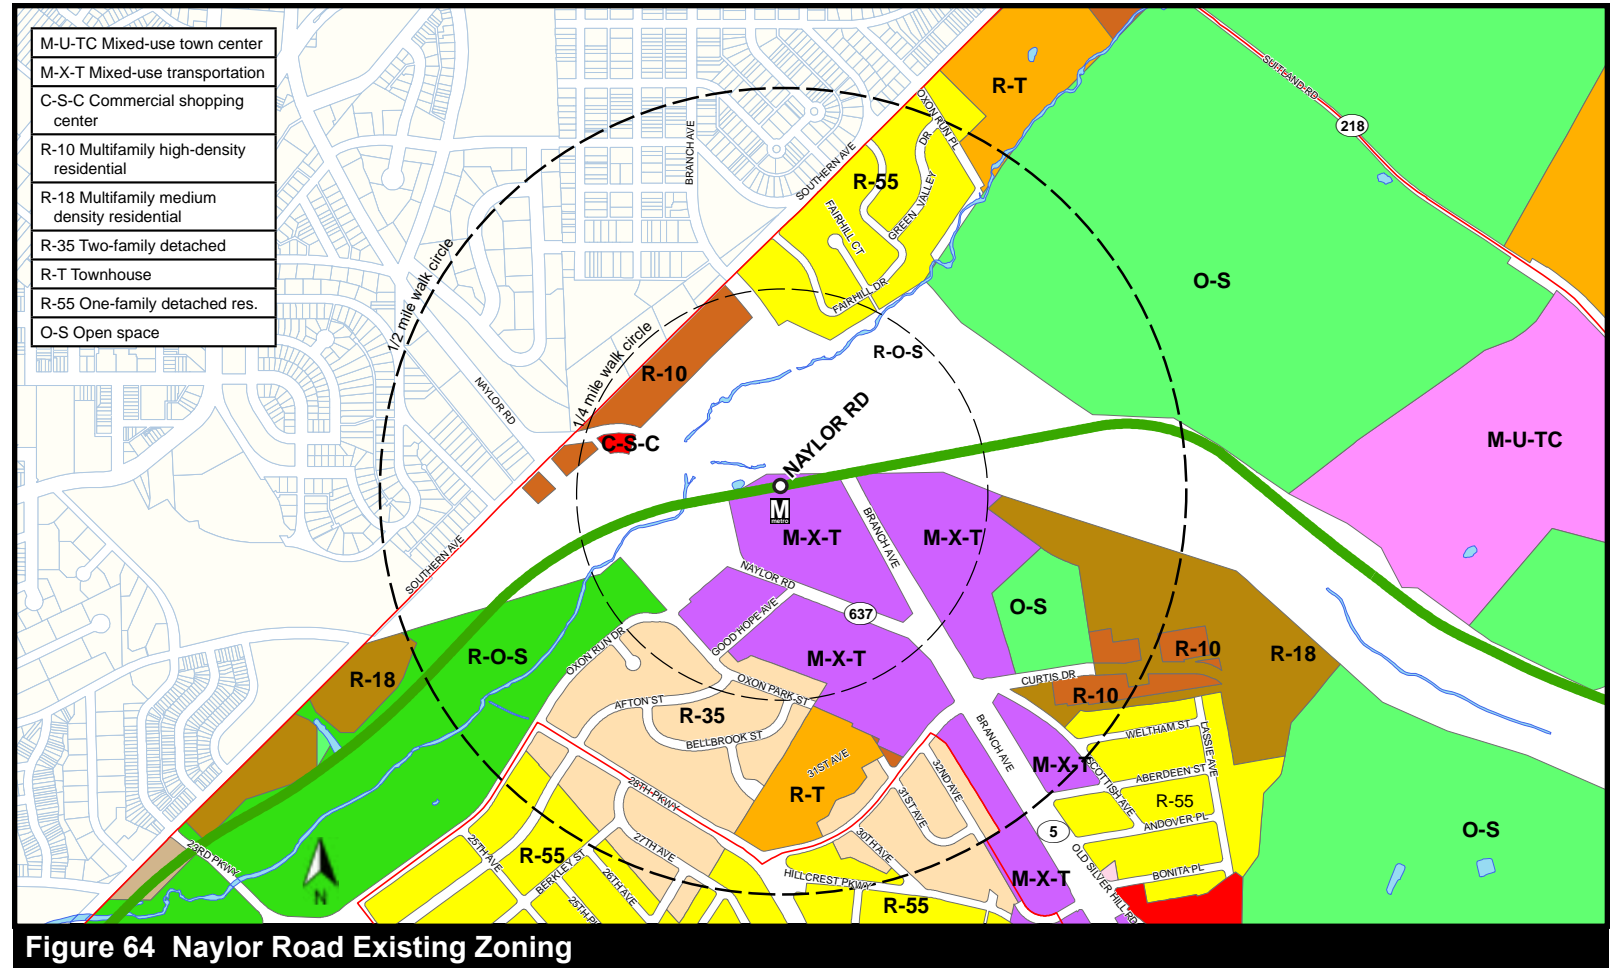 M-U-TC Mixed-use town center
M-X-T Mixed-use transportation
C-S-C Commercial shopping
center
R-10 Multifamily high-density
residential
R-18 Multifamily medium
density residential
R-35 Two-family detached
R-T Townhouse
R-55 One-family detached res.
O-S Open space
R-T
SUITLAND RD
218
OXON RUN PL
BRANCH AVE
SOUTHERN AVE
R-55
DR
GREEN VALLEY
FAIRHILL CT
FAIRHILL DR
O-S
1/2 mile walk circle
1/4 mile walk circle
R-O-S
R-10
NAYLOR RD
C-S-C
NAYLOR RD
M-U-TC
M
metro
M-X-T
BRANCH AVE
M-X-T
SOUTHERN AVE
NAYLOR RD
GOOD HOPE AVE
637
O-S
OXON RUN DR
R-O-S
M-X-T
R-10
R-18
R-18
CURTIS DR
R-10
OXON PARK ST
AFTON ST
R-35
BELLBROOK ST
BRANCH AVE
WELTHAM ST
LASSIE AVE
31ST AVE
R-T
32ND AVE
31ST AVE
M-X-T
SCOTTISH AVE
ABERDEEN ST
R-55
ANDOVER PL
28TH PKWY
27TH AVE
30TH AVE
5
O-S
23RD PKWY
25TH AVE
R-55
BERKLEY ST
26TH AVE
25TH PL
HILLCREST PKWY
R-55
M-X-T
OLD SILVER HILL RD
BONITA PL
N
Figure 64 Naylor Road Existing Zoning